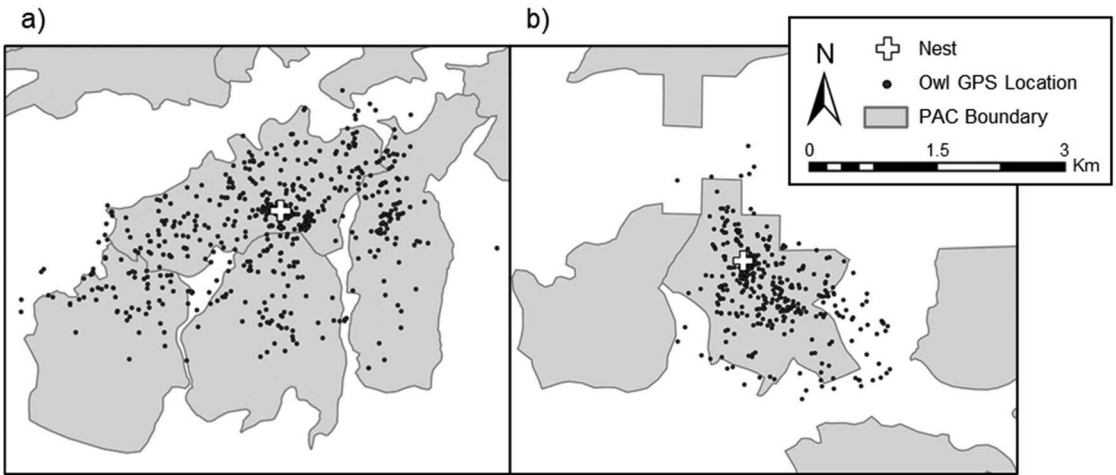 a)
b)
N
Nest
Owl GPS Location
PAC Boundary
0 1.5 3
Km